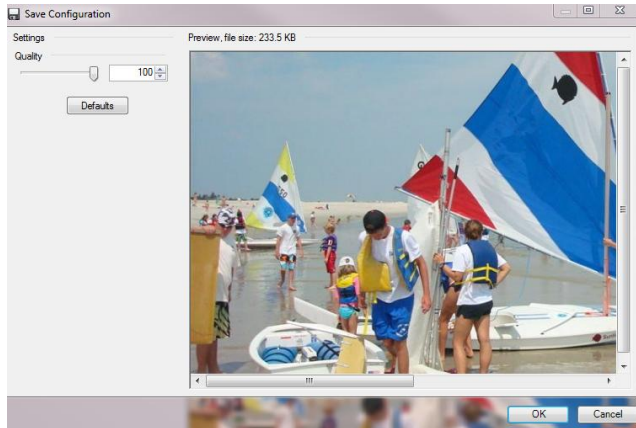 Save Configuration
Settings
Quality
100
Defaults
Preview, file size: 233.5 KB
OK
Cancel